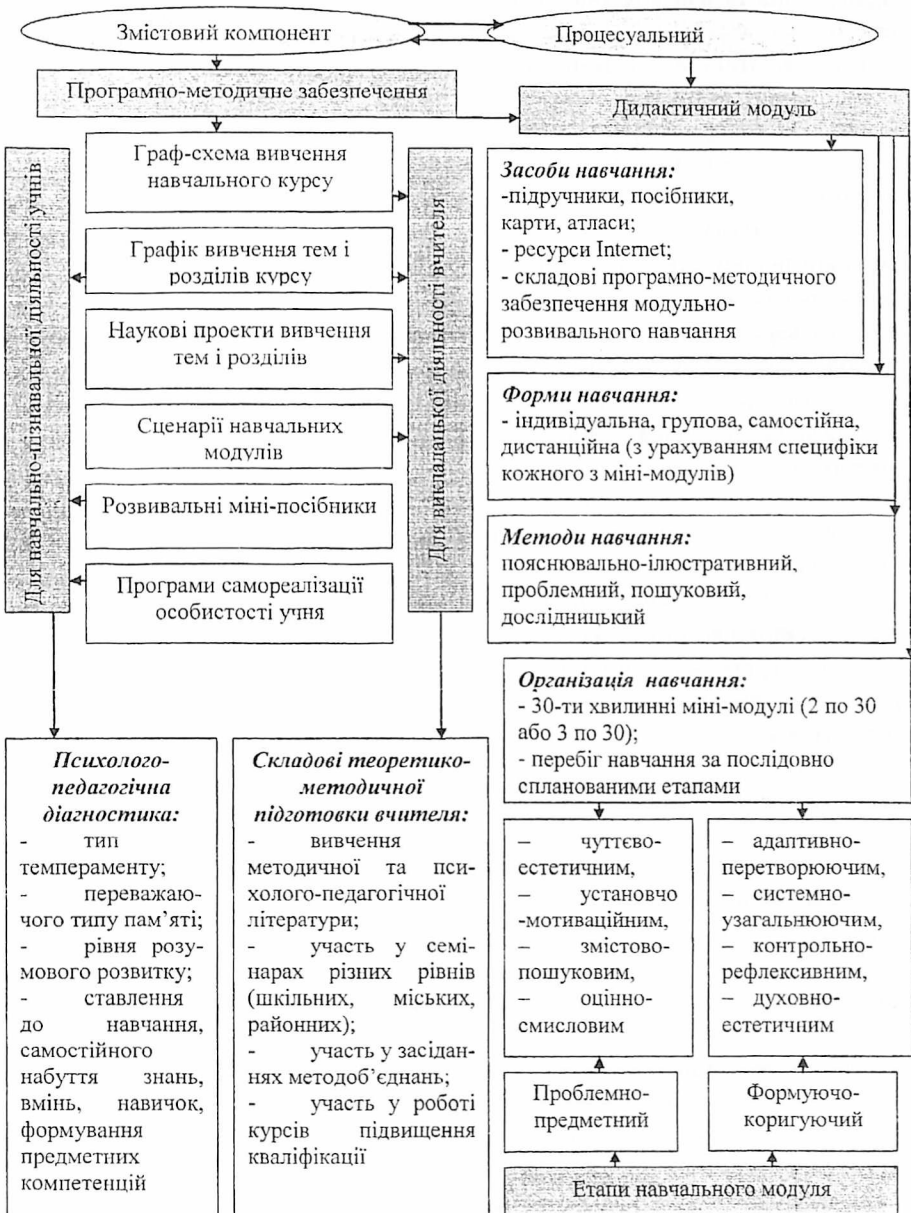 Змістовий компонент
Процесуальний
Програмно-методичне забезпечення
Дидактичний модуль
Для навчально-пізнавальної діяльності учнів
Граф-схема вивчення
навчального курсу
Графік вивчення тем і
розділів курсу
Наукові проекти вивчення
тем і розділів
Сценарії навчальних
модулів
Розвивальні міні-посібники
Програми самореалізації
особистості учня
Для викладацької діяльності вчителя
Засоби навчання:
-підручники, посібники,
карти, атласи;
- ресурси Internet;
- складові програмно-методичного
забезпечення модульно-
розвивального навчання
Форми навчання:
- індивідуальна, групова, самостійна,
дистанційна (з урахуванням специфіки
кожного з міні-модулів)
Методи навчання:
пояснювально-ілюстративний,
проблемний, пошуковий,
дослідницький
Організація навчання:
- 30-ти хвилинні міні-модулі (2 по 30
або 3 по 30);
- перебіг навчання за послідовно
спланованими етапами
Психолого-
педагогічна
діагностика:
- тип
темпераменту;
- переважаю-
чого типу пам’яті;
- рівня розу-
мового розвитку;
- ставлення
до навчання,
самостійного
набуття знань,
вмінь, навичок,
формування
предметних
компетенцій
Складові теоретико-
методичної
підготовки вчителя:
- вивчення
методичної та пси-
холого-педагогічної
літератури;
- участь у семі-
нарах різних рівнів
(шкільних, міських,
районних);
- участь у засідан-
нях методоб’єднань;
- участь у роботі
курсів підвищення
кваліфікації
– чуттєво-
естетичним,
– установчо
-мотиваційним,
– змістово-
пошуковим,
– оцінно-
смисловим
– адаптивно-
перетворюючим,
– системно-
узагальнюючим,
– контрольно-
рефлексивним,
– духовно-
естетичним
Проблемно-
предметний
Формуючо-
коригуючий
Етапи навчального модуля